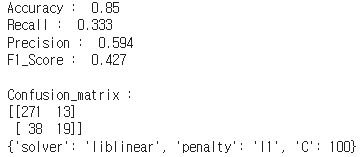 Accuracy :  0.85
Recall :  0.333
Precision :  0.594
F1_Score :  0.427
Confusion_matrix :
[[271  13]
 [ 38  19]]
{'solver': 'liblinear', 'penalty': 'l1', 'C': 100}